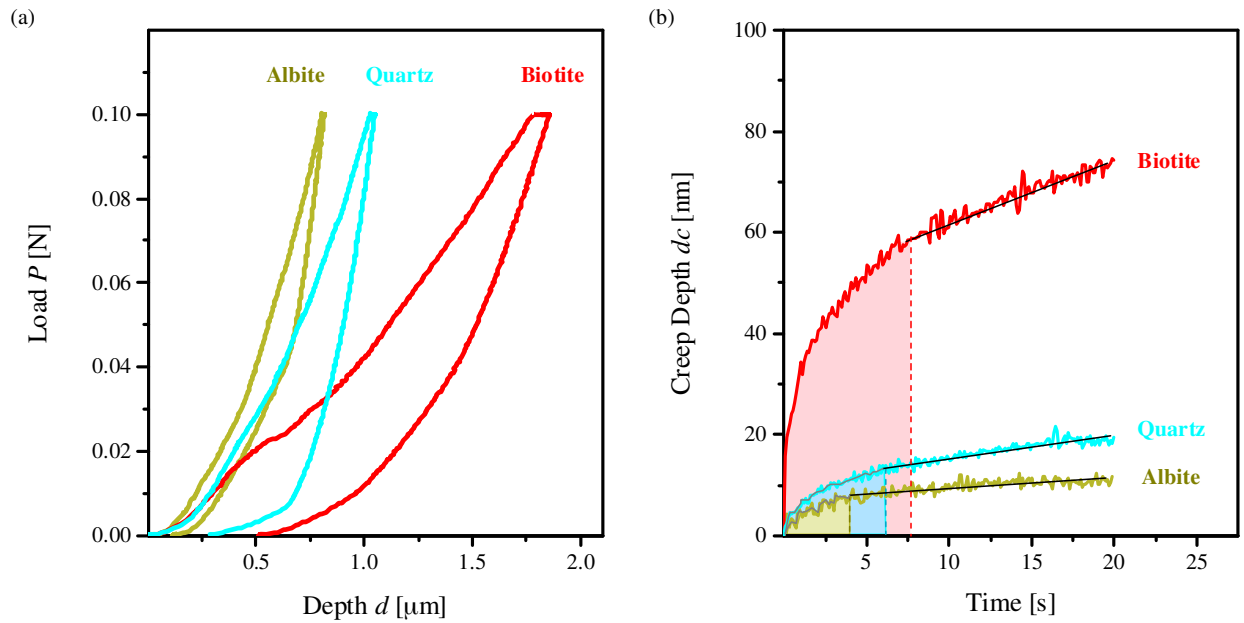 (a)
Albite
Quartz
Biotite
0.10
0.08
0.06
0.04
0.02
0.00
0.5
1.0
1.5
2.0
Load P [N]
Depth d [μm]
(b)
100
80
60
40
20
0
5
10
15
20
25
Biotite
Quartz
Albite
Creep Depth dc [nm]
Time [s]